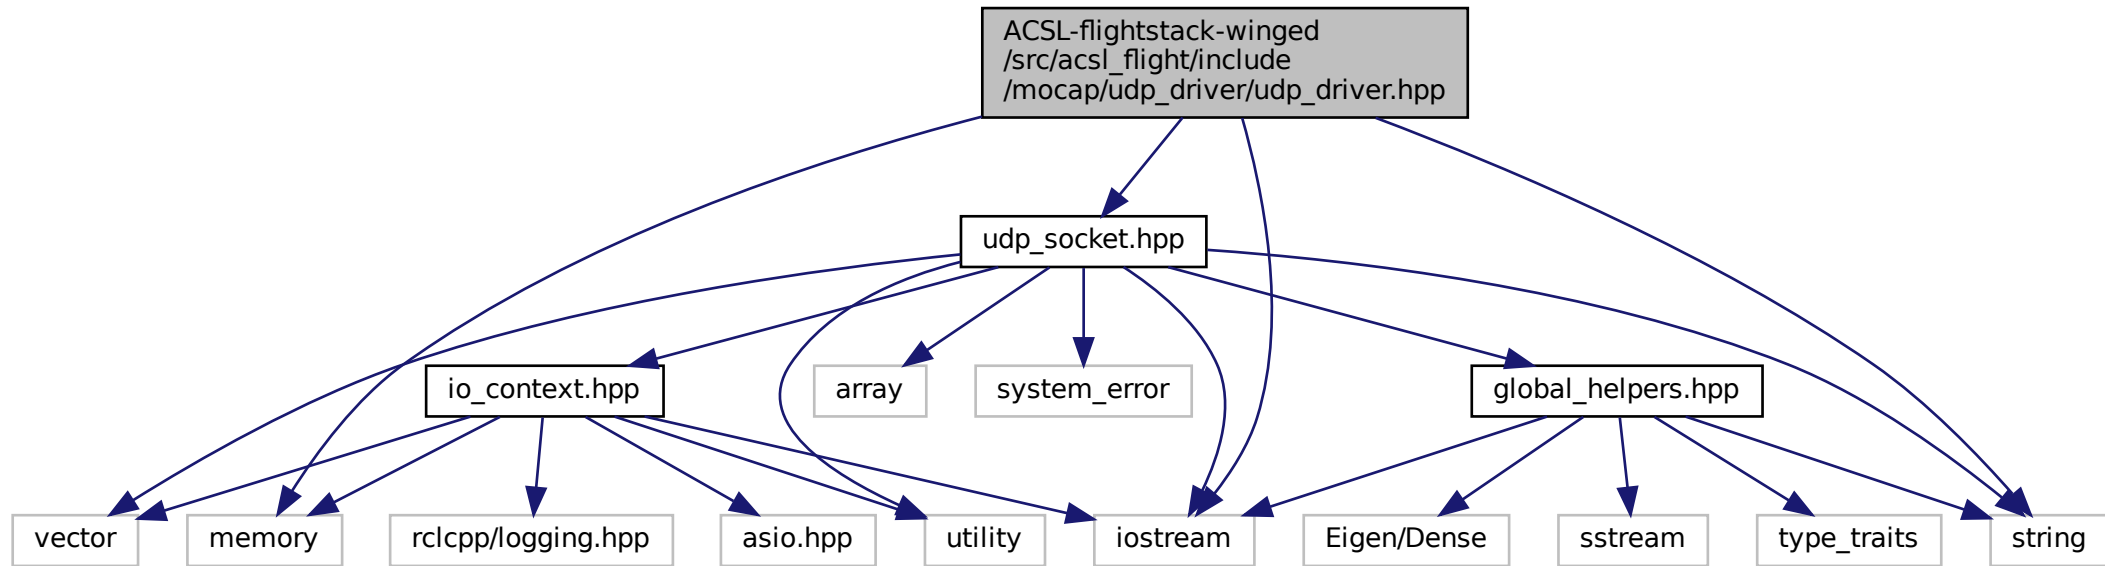 ACSL-flightstack-winged
/src/acsl_flight/include
/mocap/udp_driver/udp_driver.hpp
udp_socket.hpp
io_context.hpp
array
system_error
global_helpers.hpp
vector
memory
rclcpp/logging.hpp
asio.hpp
utility
iostream
Eigen/Dense
sstream
type_traits
string